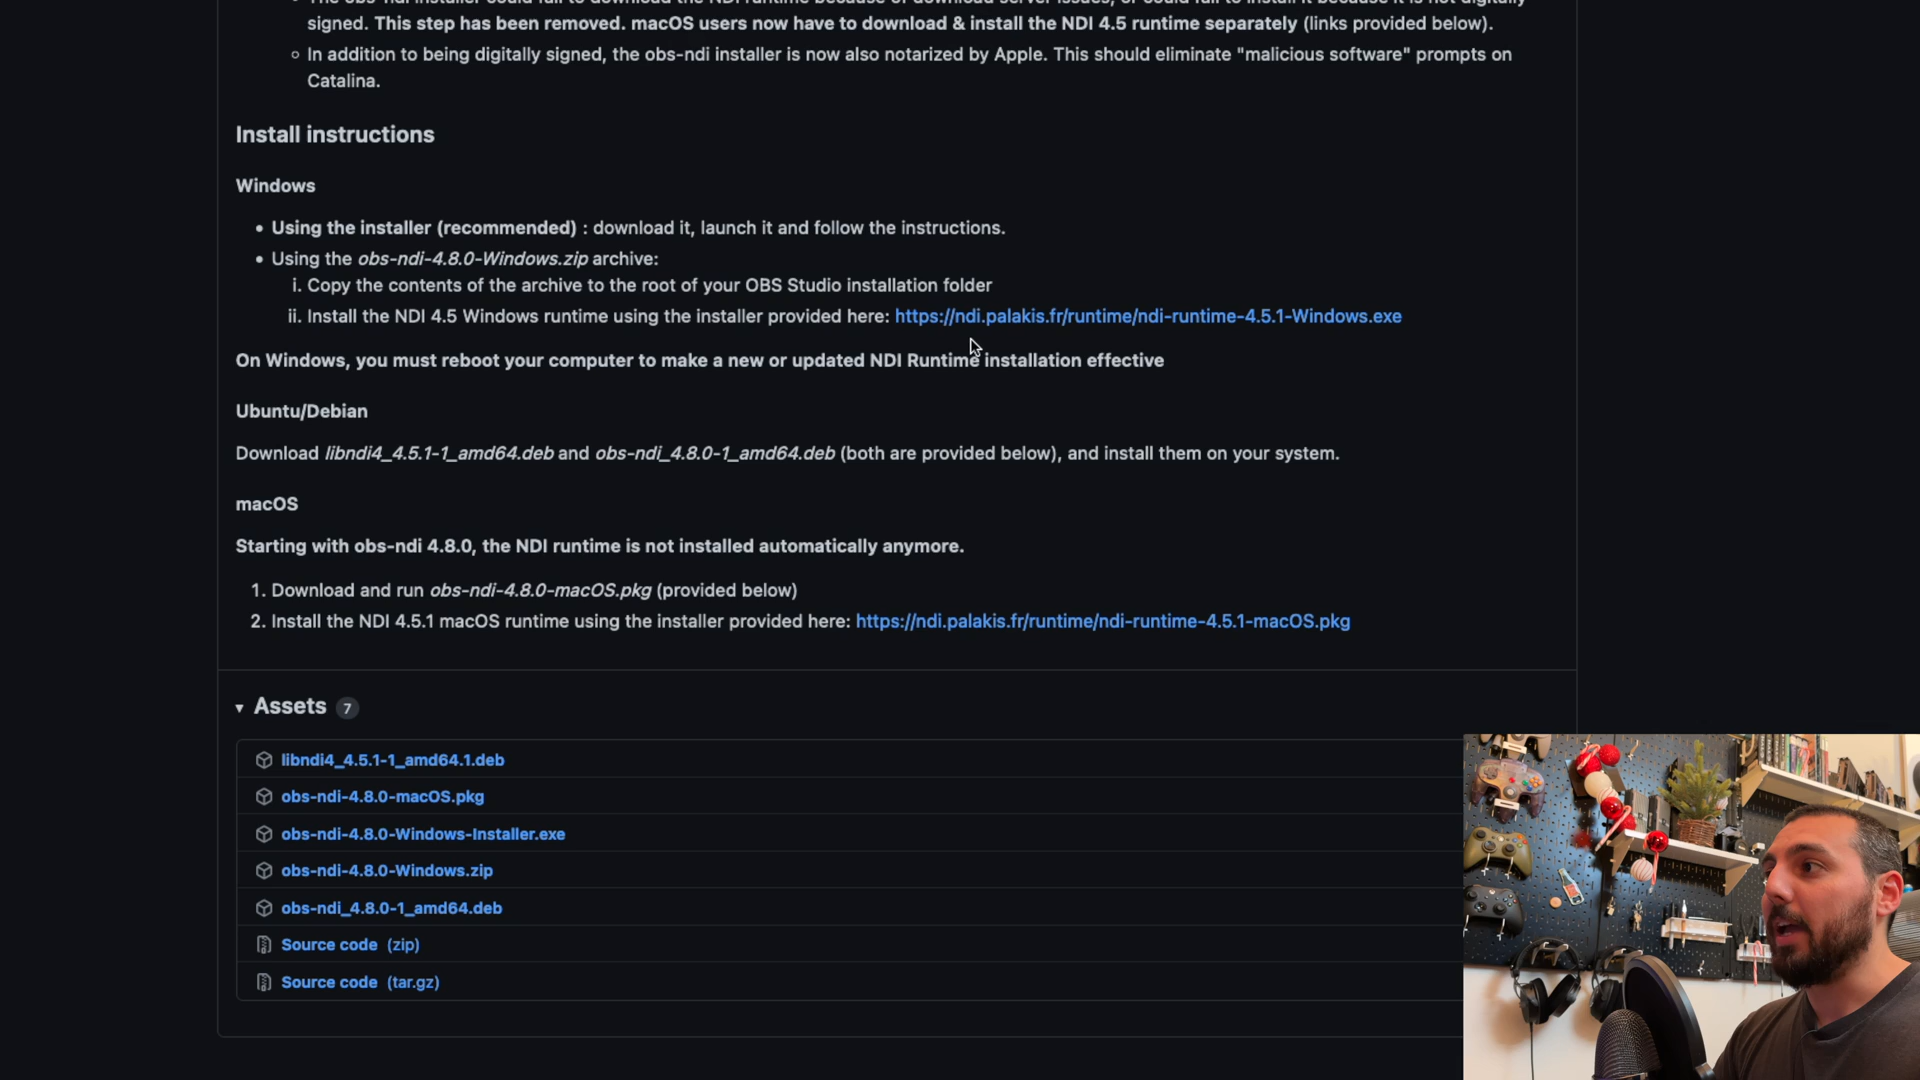 signed. This step has been removed. macOS users now have to download & install the NDI 4.5 runtime separately (links provided below).
In addition to being digitally signed, the obs-ndi installer is now also notarized by Apple. This should eliminate "malicious software" prompts on
Catalina.
Install instructions
Windows
Using the installer (recommended) : download it, launch it and follow the instructions.
Using the obs-ndi-4.8.0-Windows.zip archive:
i. Copy the contents of the archive to the root of your OBS Studio installation folder
ii. Install the NDI 4.5 Windows runtime using the installer provided here: https://ndi.palakis.fr/runtime/ndi-runtime-4.5.1-Windows.exe
On Windows, you must reboot your computer to make a new or updated NDI Runtime installation effective
Ubuntu/Debian
Download libndi4_4.5.1-1_amd64.deb and obs-ndi_4.8.0-1_amd64.deb (both are provided below), and install them on your system.
macOS
Starting with obs-ndi 4.8.0, the NDI runtime is not installed automatically anymore.
1. Download and run obs-ndi-4.8.0-macOS.pkg (provided below)
2. Install the NDI 4.5.1 macOS runtime using the installer provided here: https://ndi.palakis.fr/runtime/ndi-runtime-4.5.1-macOS.pkg
Assets 7
libndi4_4.5.1-1_amd64.1.deb
obs-ndi-4.8.0-macOS.pkg
obs-ndi-4.8.0-Windows-Installer.exe
obs-ndi-4.8.0-Windows.zip
obs-ndi_4.8.0-1_amd64.deb
Source code (zip)
Source code (tar.gz)